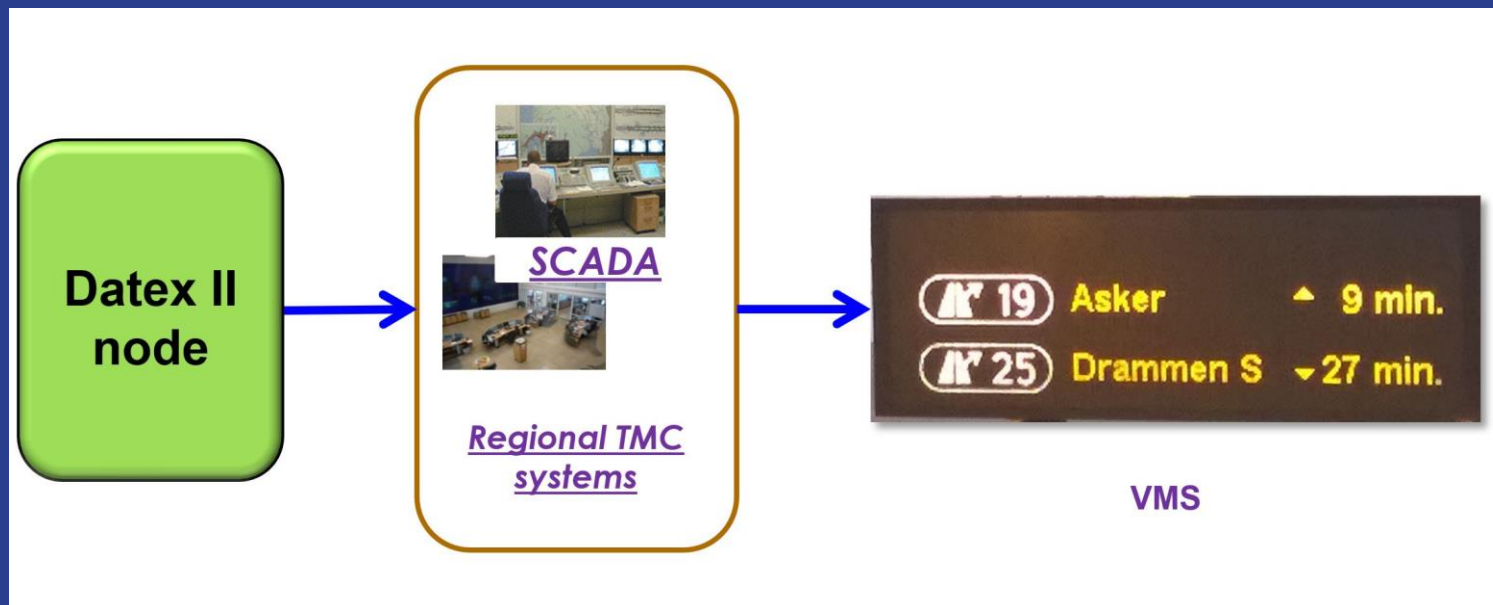 Datex II
node
SCADA
Regional TMC
systems
19 Asker 9 min.
25 Drammen S 27 min.
VMS